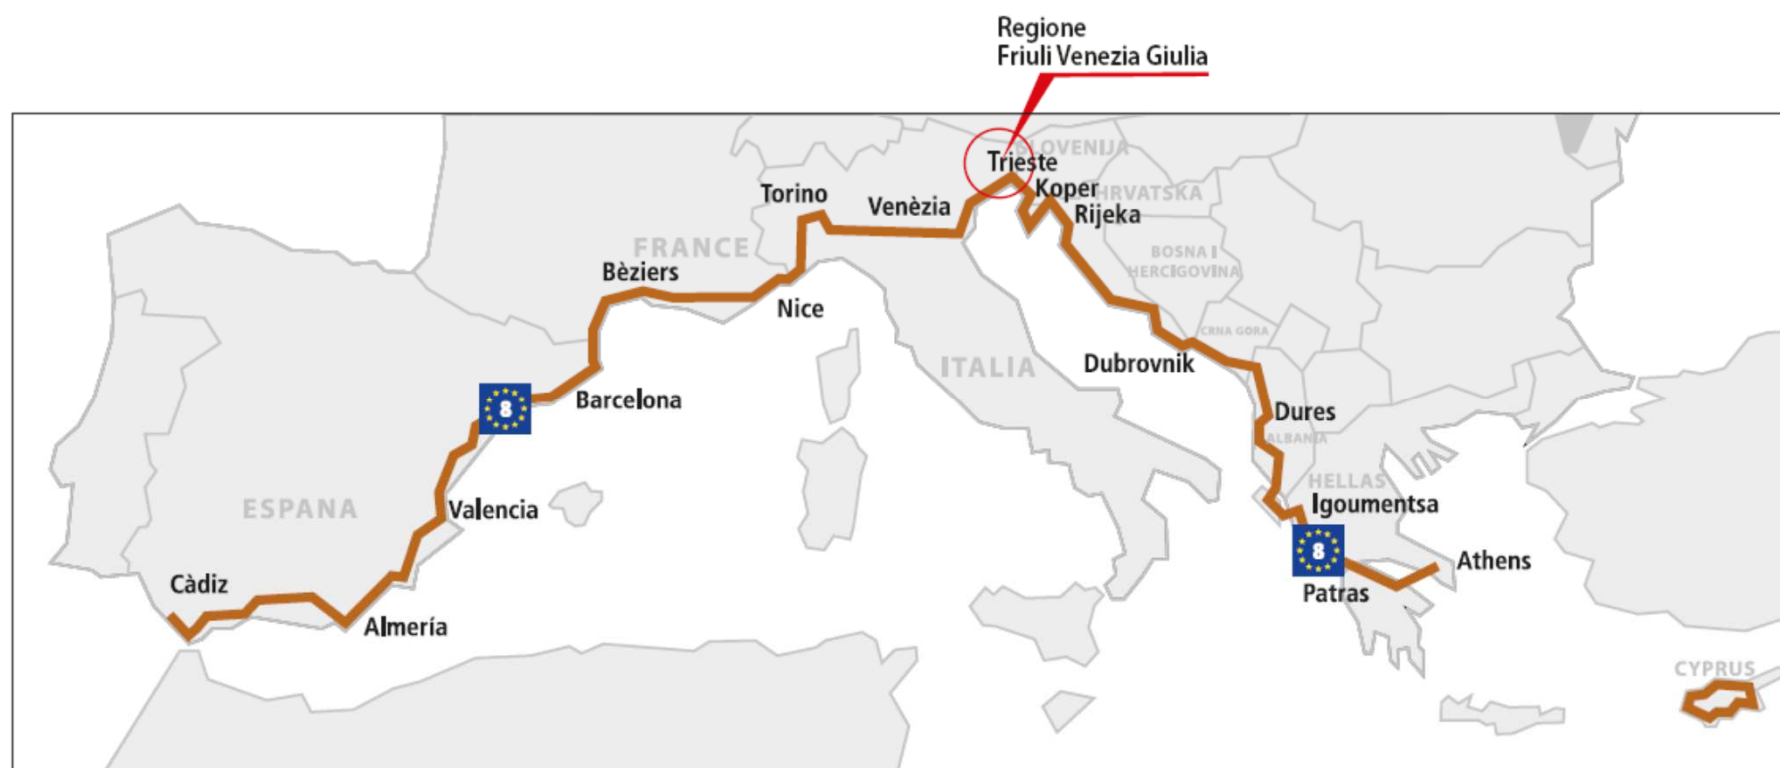 Regione
Friuli Venezia Giulia
SLOVENIJA
Trieste
Koper
HRVATSKA
Torino
Venèzia
Rijeka
FRANCE
BOSNA I
HERCIGOVINA
Bèziers
Nice
CRNA GORA
Dubrovnik
ITALIA
8
Barcelona
Dures
ALBANIA
HELLAS
ESPANA
Valencia
Igoumentsa
8
Athens
Càdiz
Patras
Almería
CYPRUS